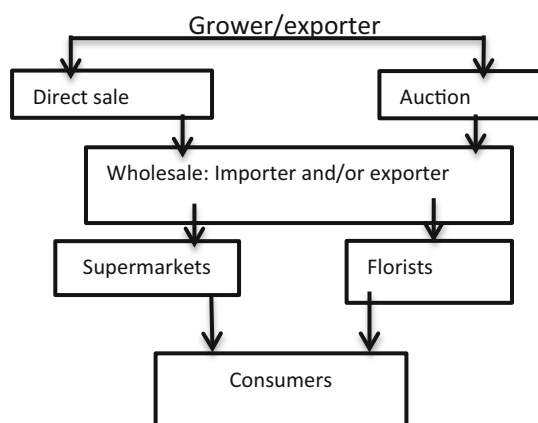 Grower/exporter
Direct sale
Auction
Wholesale: Importer and/or exporter
Supermarkets
Florists
Consumers